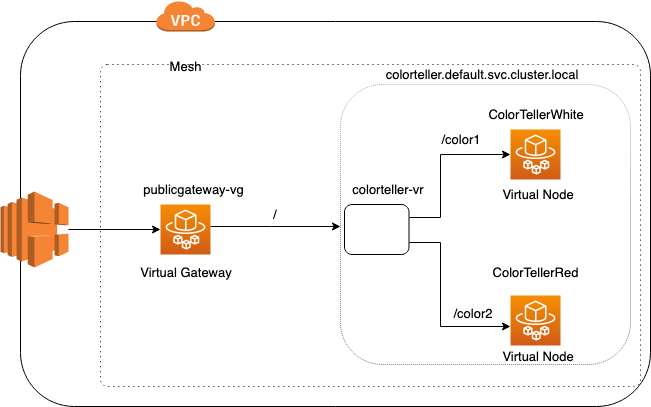 VPC
Mesh
colorteller.default.svc.cluster.local
ColorTellerWhite
/color1
Virtual Node
publicgateway-vg
/
colorteller-vr
Virtual Gateway
ColorTellerRed
/color2
Virtual Node